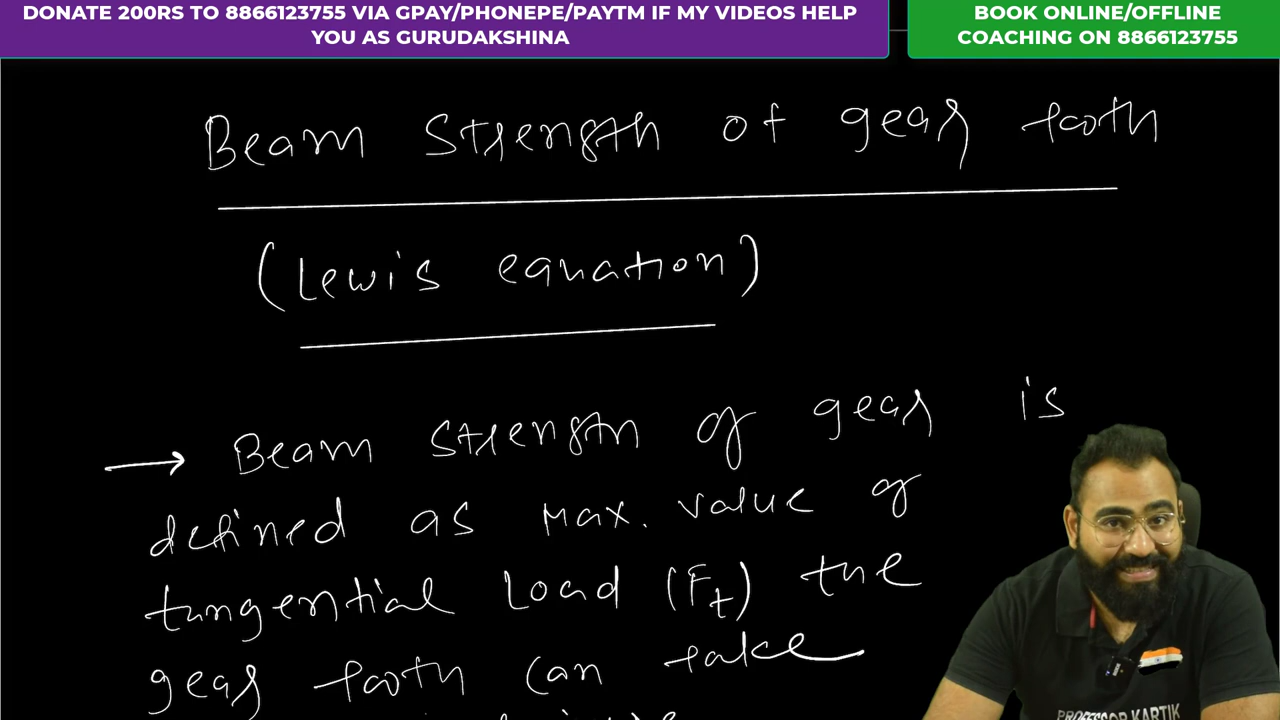 DONATE 200RS TO 8866123755 VIA GPAY/PHONEPE/PAYTM IF MY VIDEOS HELP
YOU AS GURUDAKSHINA
BOOK ONLINE/OFFLINE
COACHING ON 8866123755
Beam Strength of gear tooth
(Lewis equation)
→ Beam strength of gear is
defined as Max. value of
tangential Load (Ft) the
gear tooth can take
PROFESSOR KARTIK